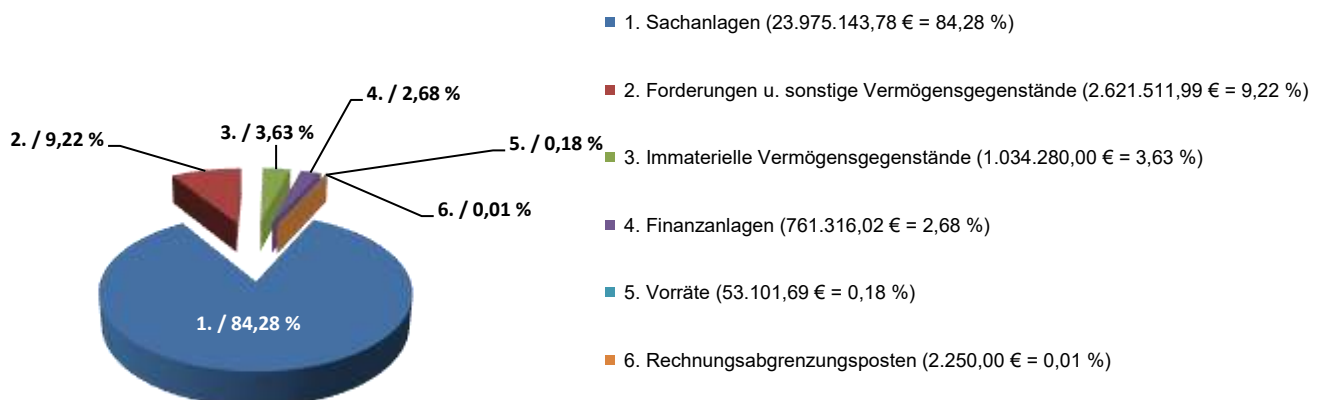 1. Sachanlagen (23.975.143,78 € = 84,28 %)
4. / 2,68 %
2. Forderungen u. sonstige Vermögensgegenstände (2.621.511,99 € = 9,22 %)
2. / 9,22 %
3. / 3,63 %
5. / 0,18 %
3. Immaterielle Vermögensgegenstände (1.034.280,00 € = 3,63 %)
6. / 0,01 %
4. Finanzanlagen (761.316,02 € = 2,68 %)
5. Vorräte (53.101,69 € = 0,18 %)
1. / 84,28 %
6. Rechnungsabgrenzungsposten (2.250,00 € = 0,01 %)